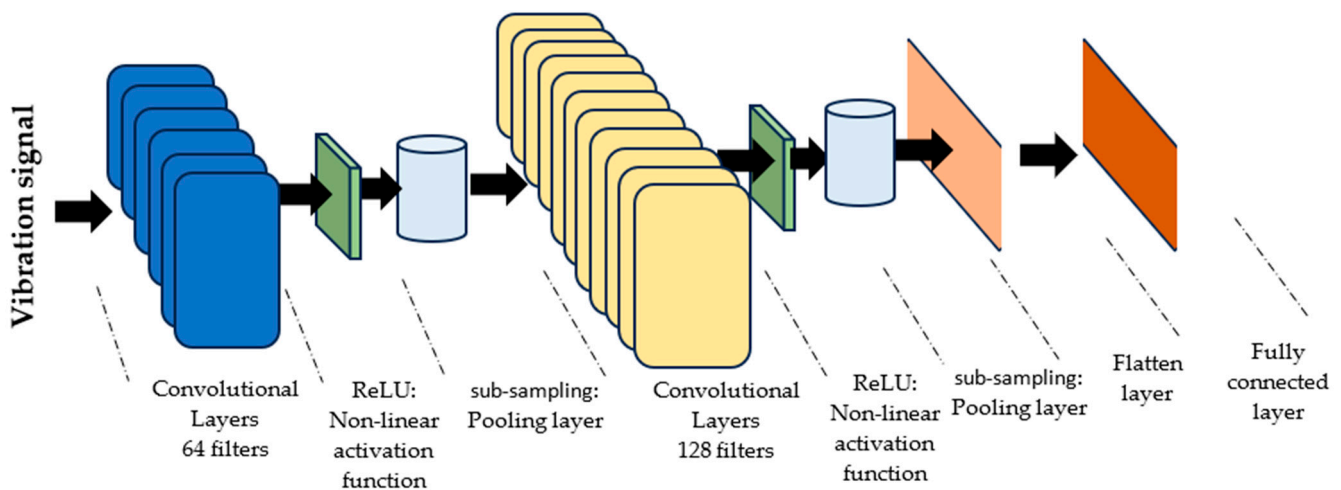 Vibration signal
Convolutional
Layers
64 filters
ReLU:
Non-linear
activation
function
sub-sampling:
Pooling layer
Convolutional
Layers
128 filters
ReLU:
Non-linear
activation
function
sub-sampling:
Pooling layer
Flatten
layer
Fully
connected
layer